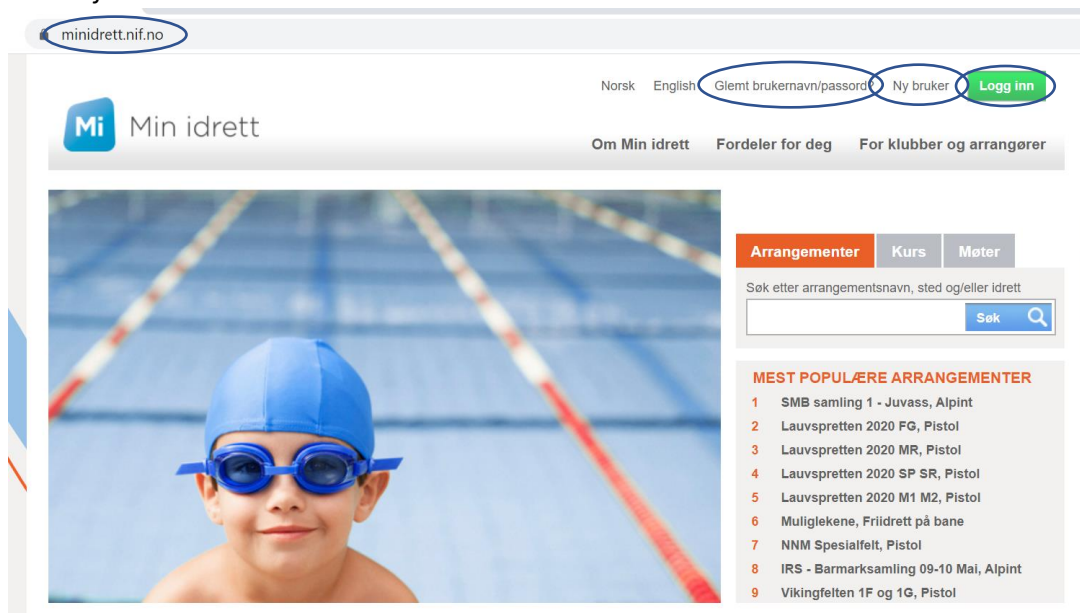 minidrett.nif.no
Norsk English Glemt brukernavn/passord? Ny bruker Logg inn
Mi Min idrett
Om Min idrett Fordeler for deg For klubber og arrangører
Arrangementer Kurs Møter
Søk etter arrangementsnavn, sted og/eller idrett
Søk
MEST POPULÆRE ARRANGEMENTER
1 SMB samling 1 - Juvass, Alpint
2 Lauvspretten 2020 FG, Pistol
3 Lauvspretten 2020 MR, Pistol
4 Lauvspretten 2020 SP SR, Pistol
5 Lauvspretten 2020 M1 M2, Pistol
6 Muliglekene, Friidrett på bane
7 NNM Spesialfelt, Pistol
8 IRS - Barmarksamling 09-10 Mai, Alpint
9 Vikingfelten 1F og 1G, Pistol